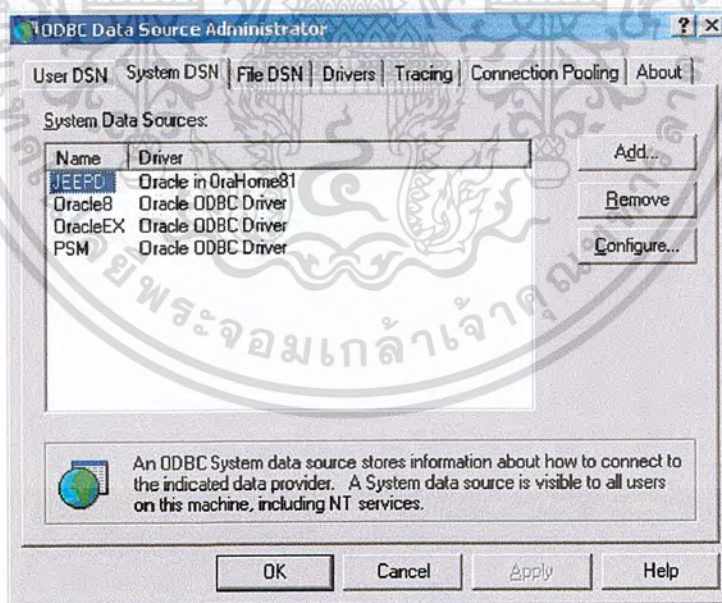 ODBC Data Source Administrator
User DSN System DSN File DSN Drivers Tracing Connection Pooling About
System Data Sources:
Name Driver
JEEPD Oracle in OraHome81
Oracle8 Oracle ODBC Driver
OracleEX Oracle ODBC Driver
PSM Oracle ODBC Driver
Add...
Remove
Configure...
An ODBC System data source stores information about how to connect to
the indicated data provider. A System data source is visible to all users
on this machine, including NT services.
OK Cancel Apply Help
พระจอมเกล้าเจ้าคุณทหาร